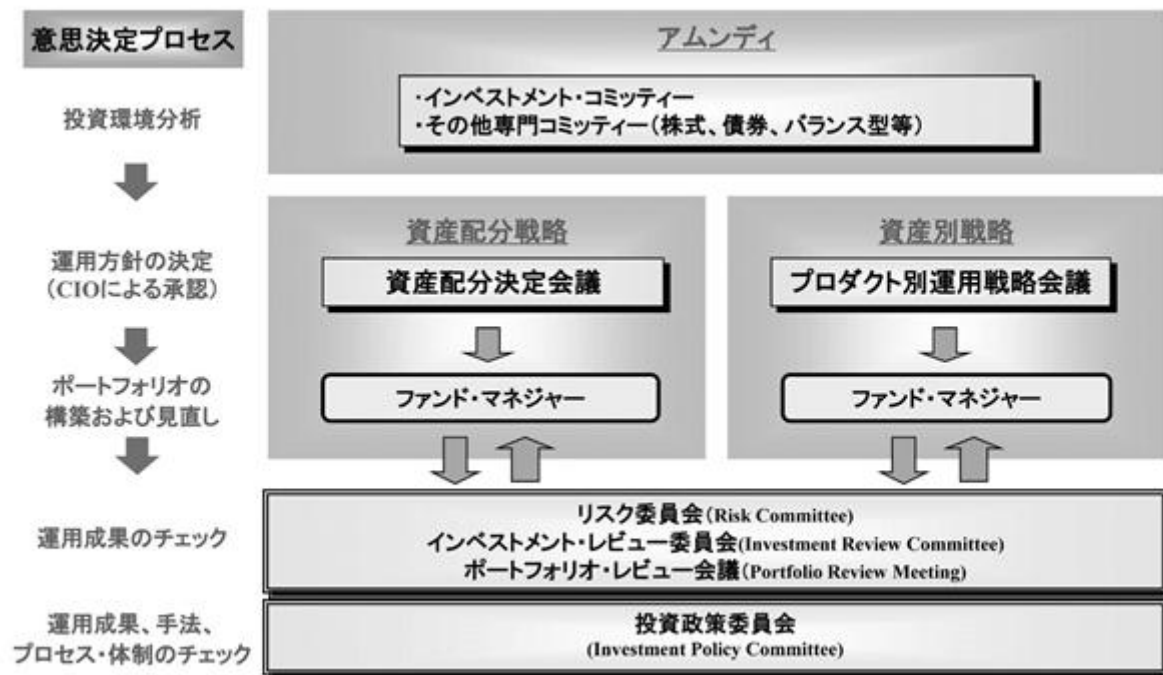 意思決定プロセス
アムンディ
・インベストメント・コミッティー
・その他専門コミッティー(株式、債券、バランス型等)
投資環境分析
資産配分戦略
資産別戦略
運用方針の決定
(CIOによる承認)
資産配分決定会議
プロダクト別運用戦略会議
ポートフォリオの
構築および見直し
ファンド・マネジャー
ファンド・マネジャー
運用成果のチェック
リスク委員会(Risk Committee)
インベストメント・レビュー委員会(Investment Review Committee)
ポートフォリオ・レビュー会議(Portfolio Review Meeting)
運用成果、手法、
プロセス・体制のチェック
投資政策委員会
(Investment Policy Committee)